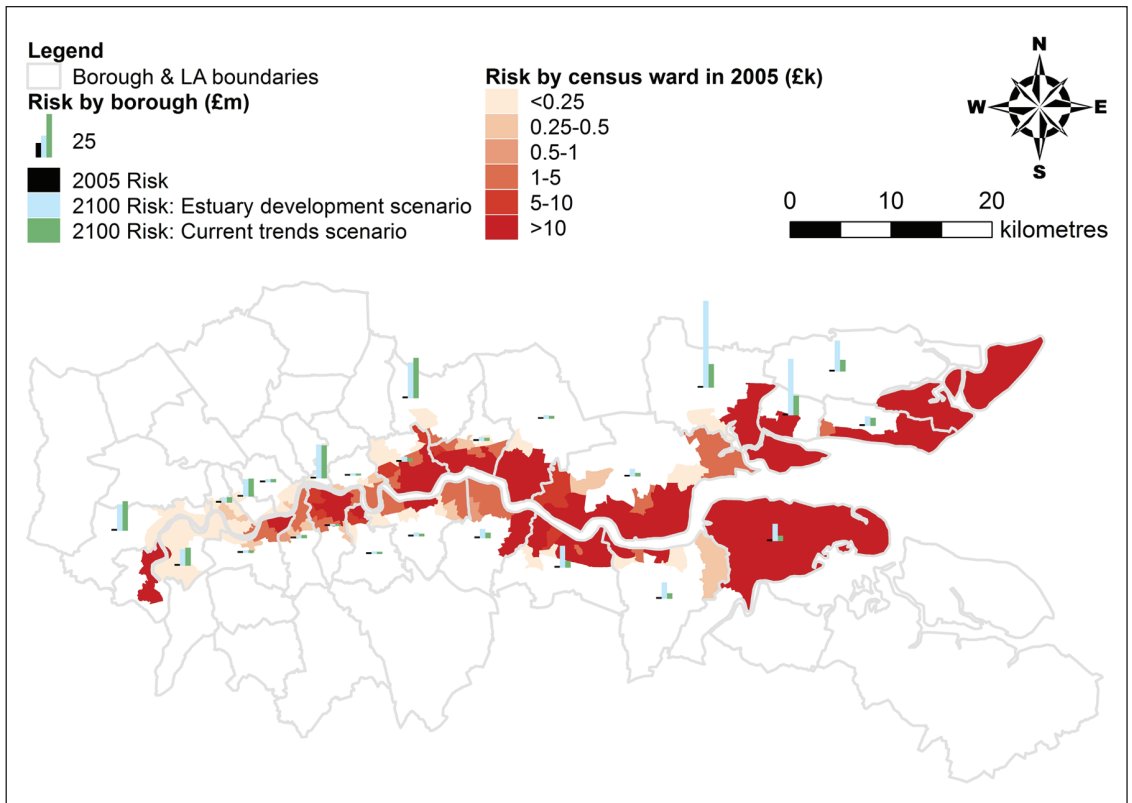 Legend
Borough & LA boundaries
Risk by borough (£m)
25
2005 Risk
2100 Risk: Estuary development scenario
2100 Risk: Current trends scenario
Risk by census ward in 2005 (£k)
<0.25
0.25-0.5
0.5-1
1-5
5-10
>10
N
W E
S
0 10 20
kilometres